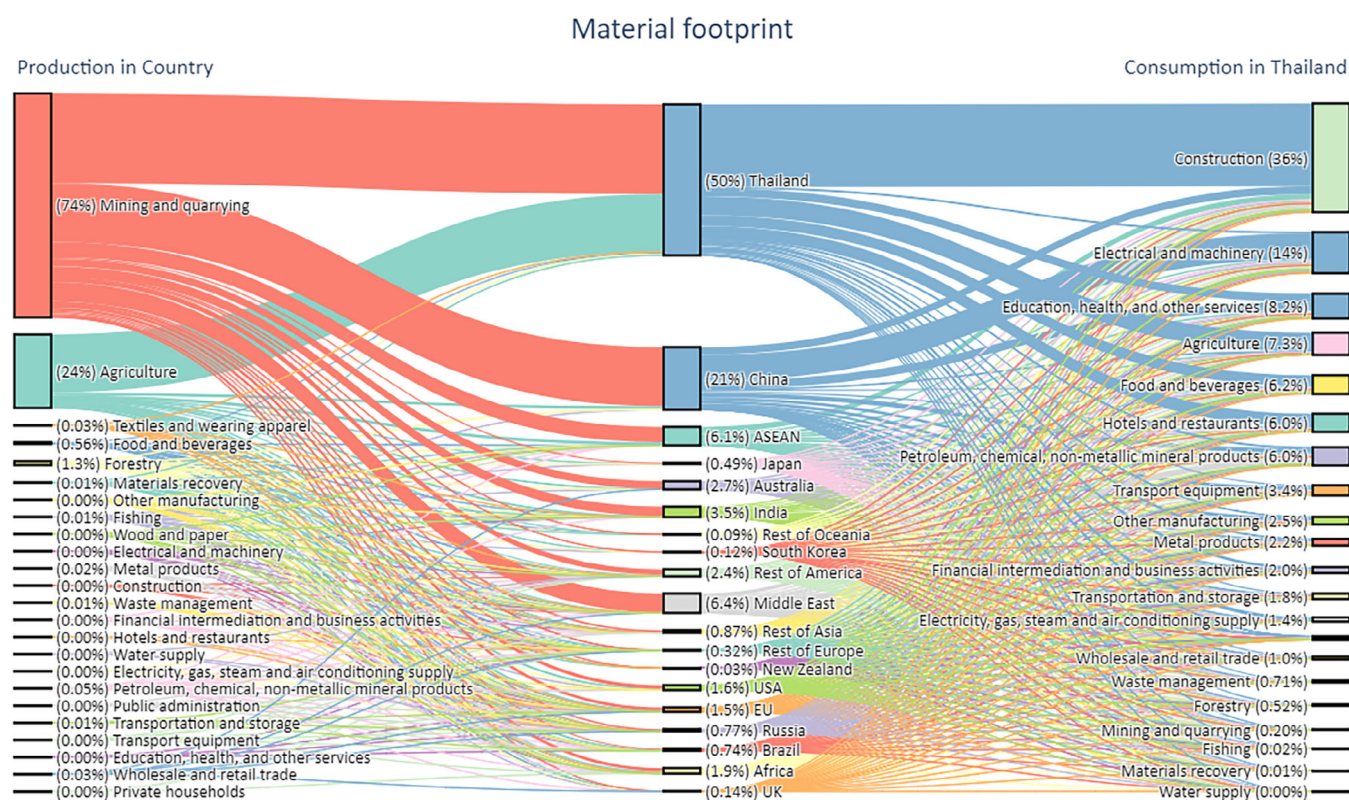 Material footprint
Production in Country
Consumption in Thailand
(74%) Mining and quarrying
(24%) Agriculture
(0.03%) Textiles and wearing apparel
(0.56%) Food and beverages
(1.3%) Forestry
(0.01%) Materials recovery
(0.00%) Other manufacturing
(0.01%) Fishing
(0.00%) Wood and paper
(0.00%) Electrical and machinery
(0.02%) Metal products
(0.00%) Construction
(0.01%) Waste management
(0.00%) Financial intermediation and business activities
(0.00%) Hotels and restaurants
(0.00%) Water supply
(0.00%) Electricity, gas, steam and air conditioning supply
(0.05%) Petroleum, chemical, non-metallic mineral products
(0.00%) Public administration
(0.01%) Transportation and storage
(0.00%) Transport equipment
(0.00%) Education, health, and other services
(0.03%) Wholesale and retail trade
(0.00%) Private households
(50%) Thailand
(21%) China
(6.1%) ASEAN
(0.49%) Japan
(2.7%) Australia
(3.5%) India
(0.09%) Rest of Oceania
(0.12%) South Korea
(2.4%) Rest of America
(6.4%) Middle East
(0.87%) Rest of Asia
(0.32%) Rest of Europe
(0.03%) New Zealand
(1.6%) USA
(1.5%) EU
(0.77%) Russia
(0.74%) Brazil
(1.9%) Africa
(0.14%) UK
Construction (36%)
Electrical and machinery (14%)
Education, health, and other services (8.2%)
Agriculture (7.3%)
Food and beverages (6.2%)
Hotels and restaurants (6.0%)
Petroleum, chemical, non-metallic mineral products (6.0%)
Transport equipment (3.4%)
Other manufacturing (2.5%)
Metal products (2.2%)
Financial intermediation and business activities (2.0%)
Transportation and storage (1.8%)
Electricity, gas, steam and air conditioning supply (1.4%)
Wholesale and retail trade (1.0%)
Waste management (0.71%)
Forestry (0.52%)
Mining and quarrying (0.20%)
Fishing (0.02%)
Materials recovery (0.01%)
Water supply (0.00%)